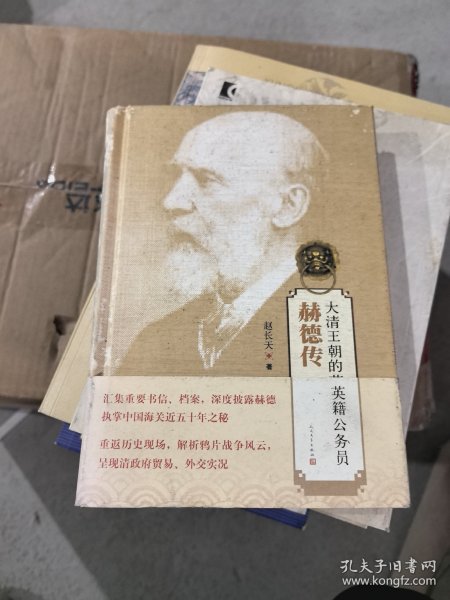 大清王朝的英籍公务员
赫德传
赵长天 著
汇集重要书信、档案，深度披露赫德
执掌中国海关近五十年之秘
重返历史现场，解析鸦片战争风云，
呈现清政府贸易、外交实况
孔夫子旧书网
www.kongfz.com